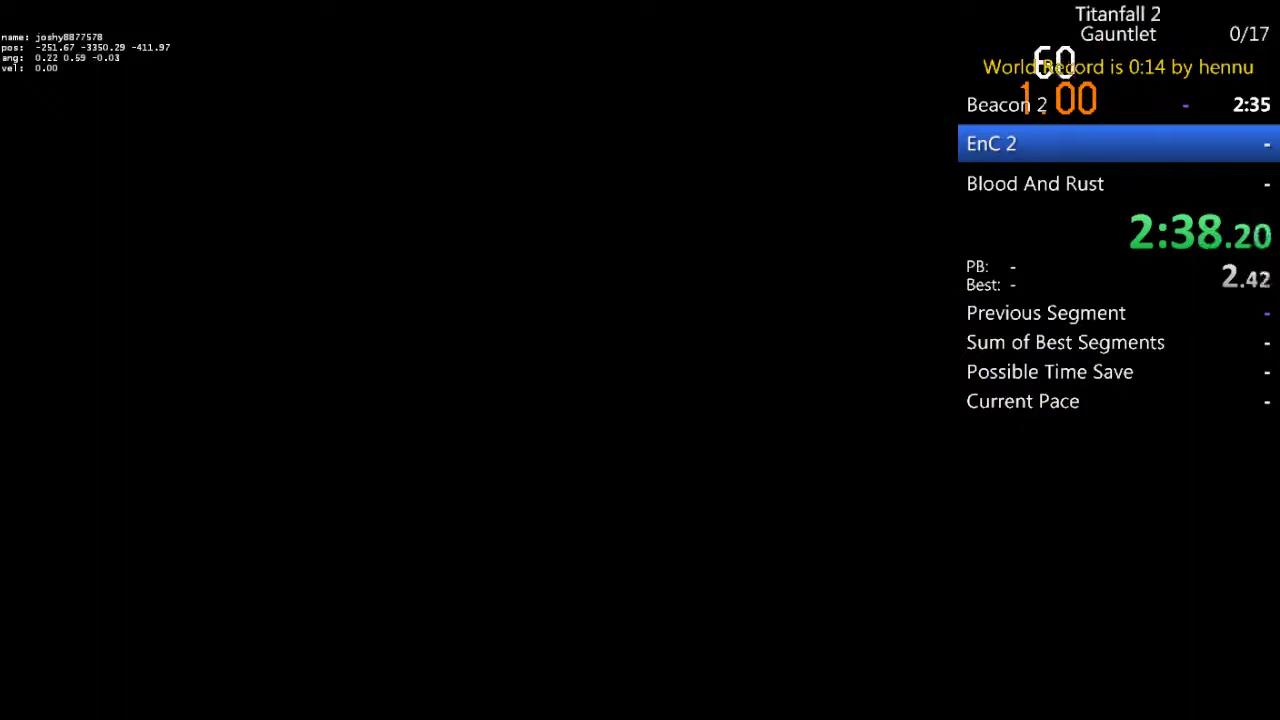 name: joshy8877578
pos: -251.67 -3350.29 -411.97
ang: 0.22 0.59 -0.03
vel: 0.00
Titanfall 2
Gauntlet 0/17
60
World Record is 0:14 by hennu
1.00
Beacon 2 - 2:35
EnC 2 -
Blood And Rust -
2:38.20
PB: -
Best: -
2.42
Previous Segment -
Sum of Best Segments -
Possible Time Save -
Current Pace -